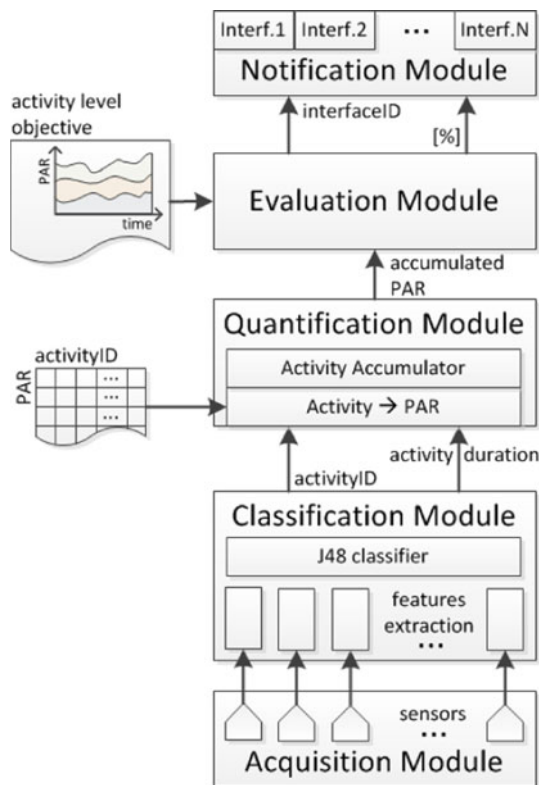 Interf.1 Interf.2 ... Interf.N
Notification Module
activity level
objective
interfaceID
[%]
PAR
time
Evaluation Module
accumulated
PAR
Quantification Module
activityID
PAR
...
...
...
Activity Accumulator
Activity → PAR
activityID
activity duration
Classification Module
J48 classifier
features
extraction
...
sensors
...
Acquisition Module